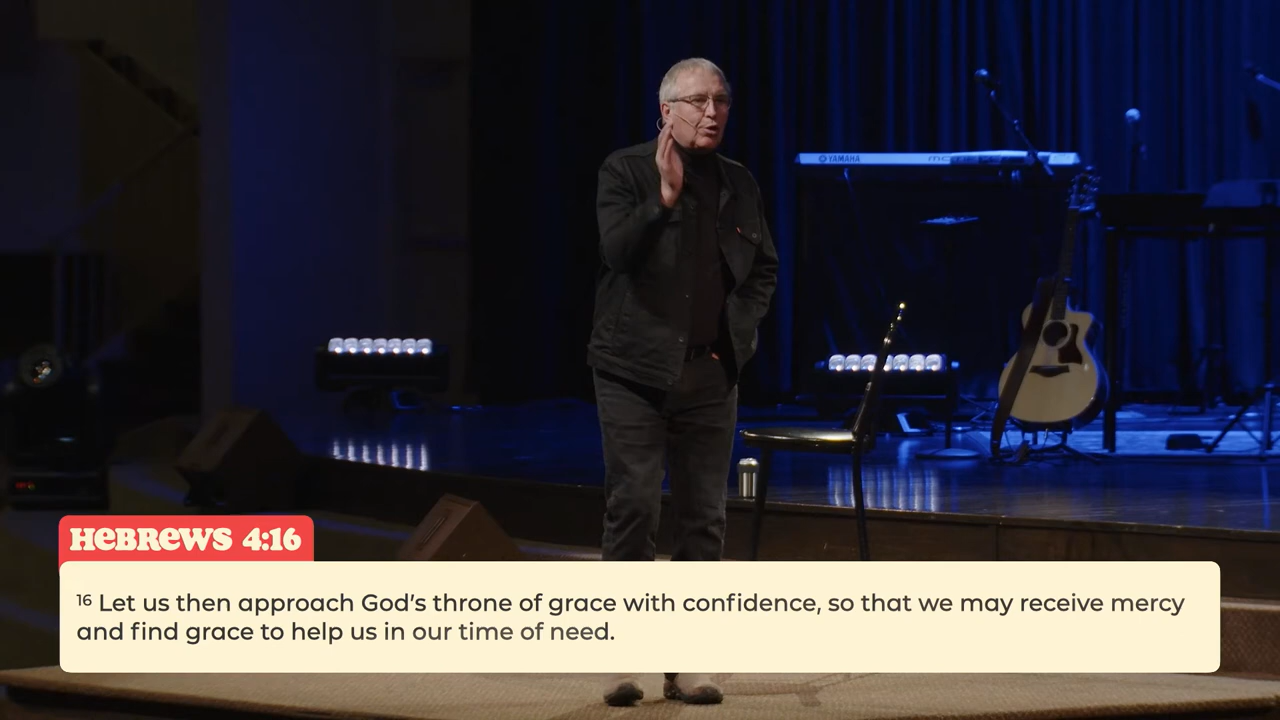 YAMAHA
HEBREWS 4:16
16 Let us then approach God's throne of grace with confidence, so that we may receive mercy
and find grace to help us in our time of need.